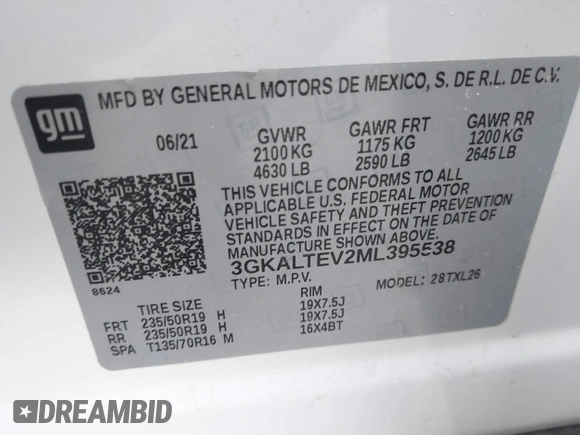 gm
MFD BY GENERAL MOTORS DE MEXICO, S. DE R.L. DE C.V.
06/21 GVWR GAWR FRT GAWR RR
2100 KG 1175 KG 1200 KG
4630 LB 2590 LB 2645 LB
THIS VEHICLE CONFORMS TO ALL
APPLICABLE U.S. FEDERAL MOTOR
VEHICLE SAFETY AND THEFT PREVENTION
STANDARDS IN EFFECT ON THE DATE OF
MANUFACTURE SHOWN ABOVE.
3GKALTEV2ML395538
8624 TYPE: M.P.V. MODEL: 28TXL26
TIRE SIZE RIM
FRT 235/50R19 H 19X7.5J
RR 235/50R19 H 19X7.5J
SPA T135/70R16 M 16X4BT
DREAMBID